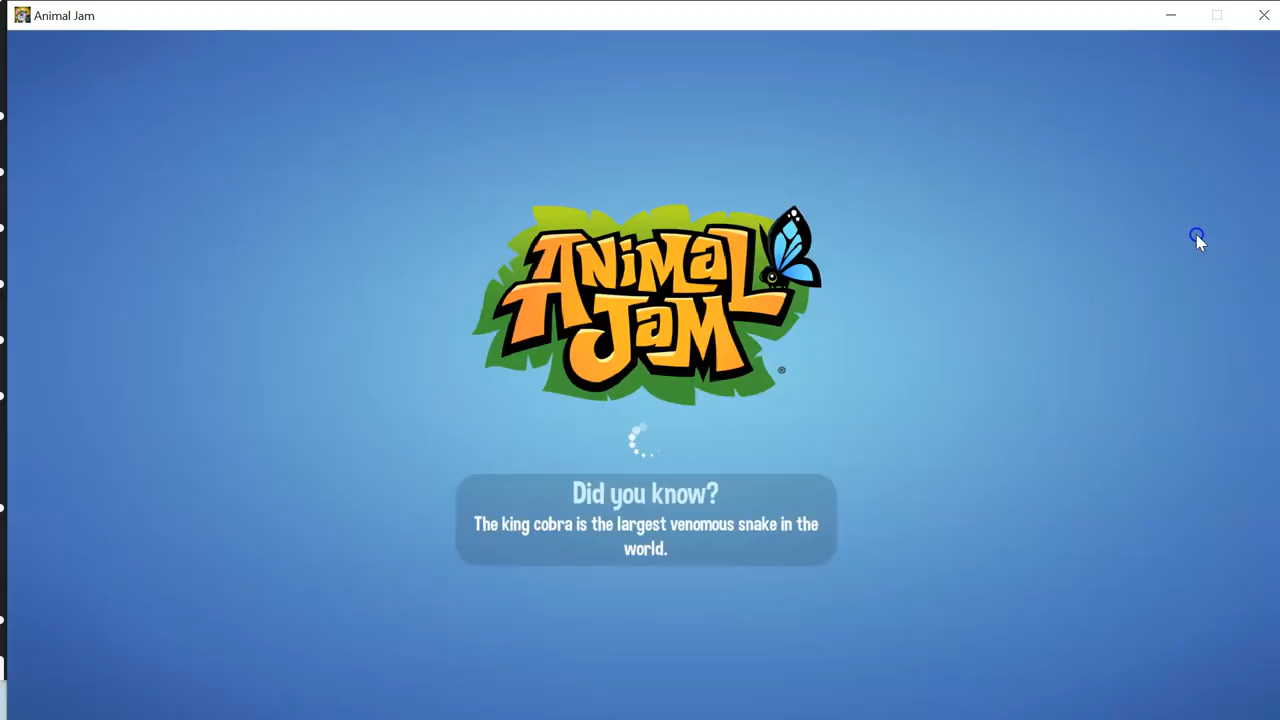 Animal Jam
ANIMAL
JAM
®
Did you know?
The king cobra is the largest venomous snake in the
world.